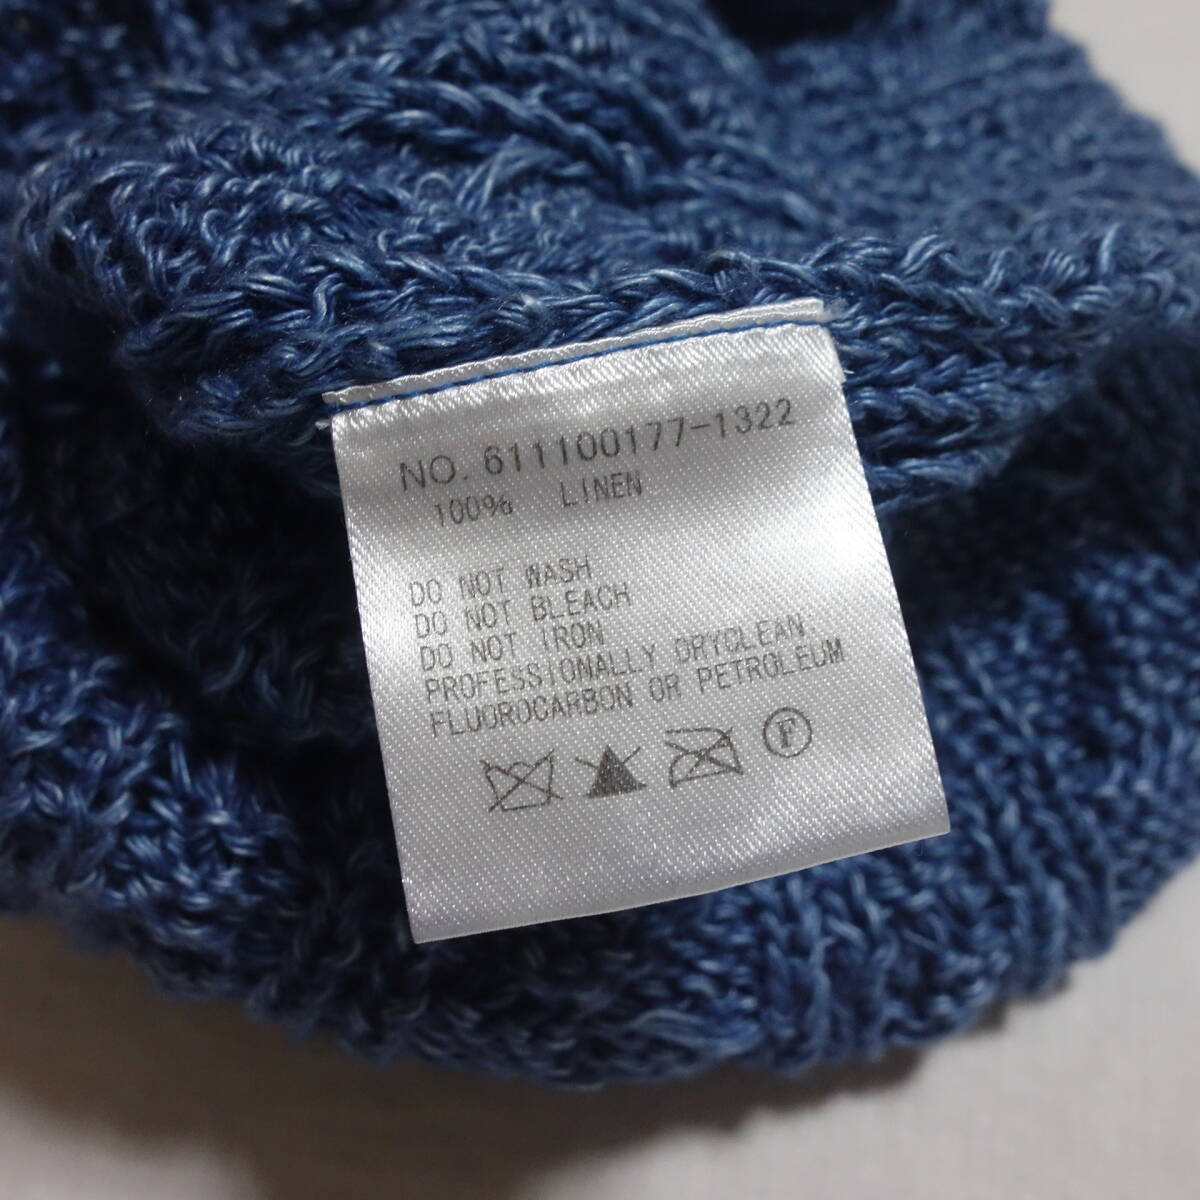 NO. 611100177-1322
100% LINEN
DO NOT WASH
DO NOT BLEACH
DO NOT IRON
PROFESSIONALLY DRYCLEAN
FLUOROCARBON OR PETROLEUM
F